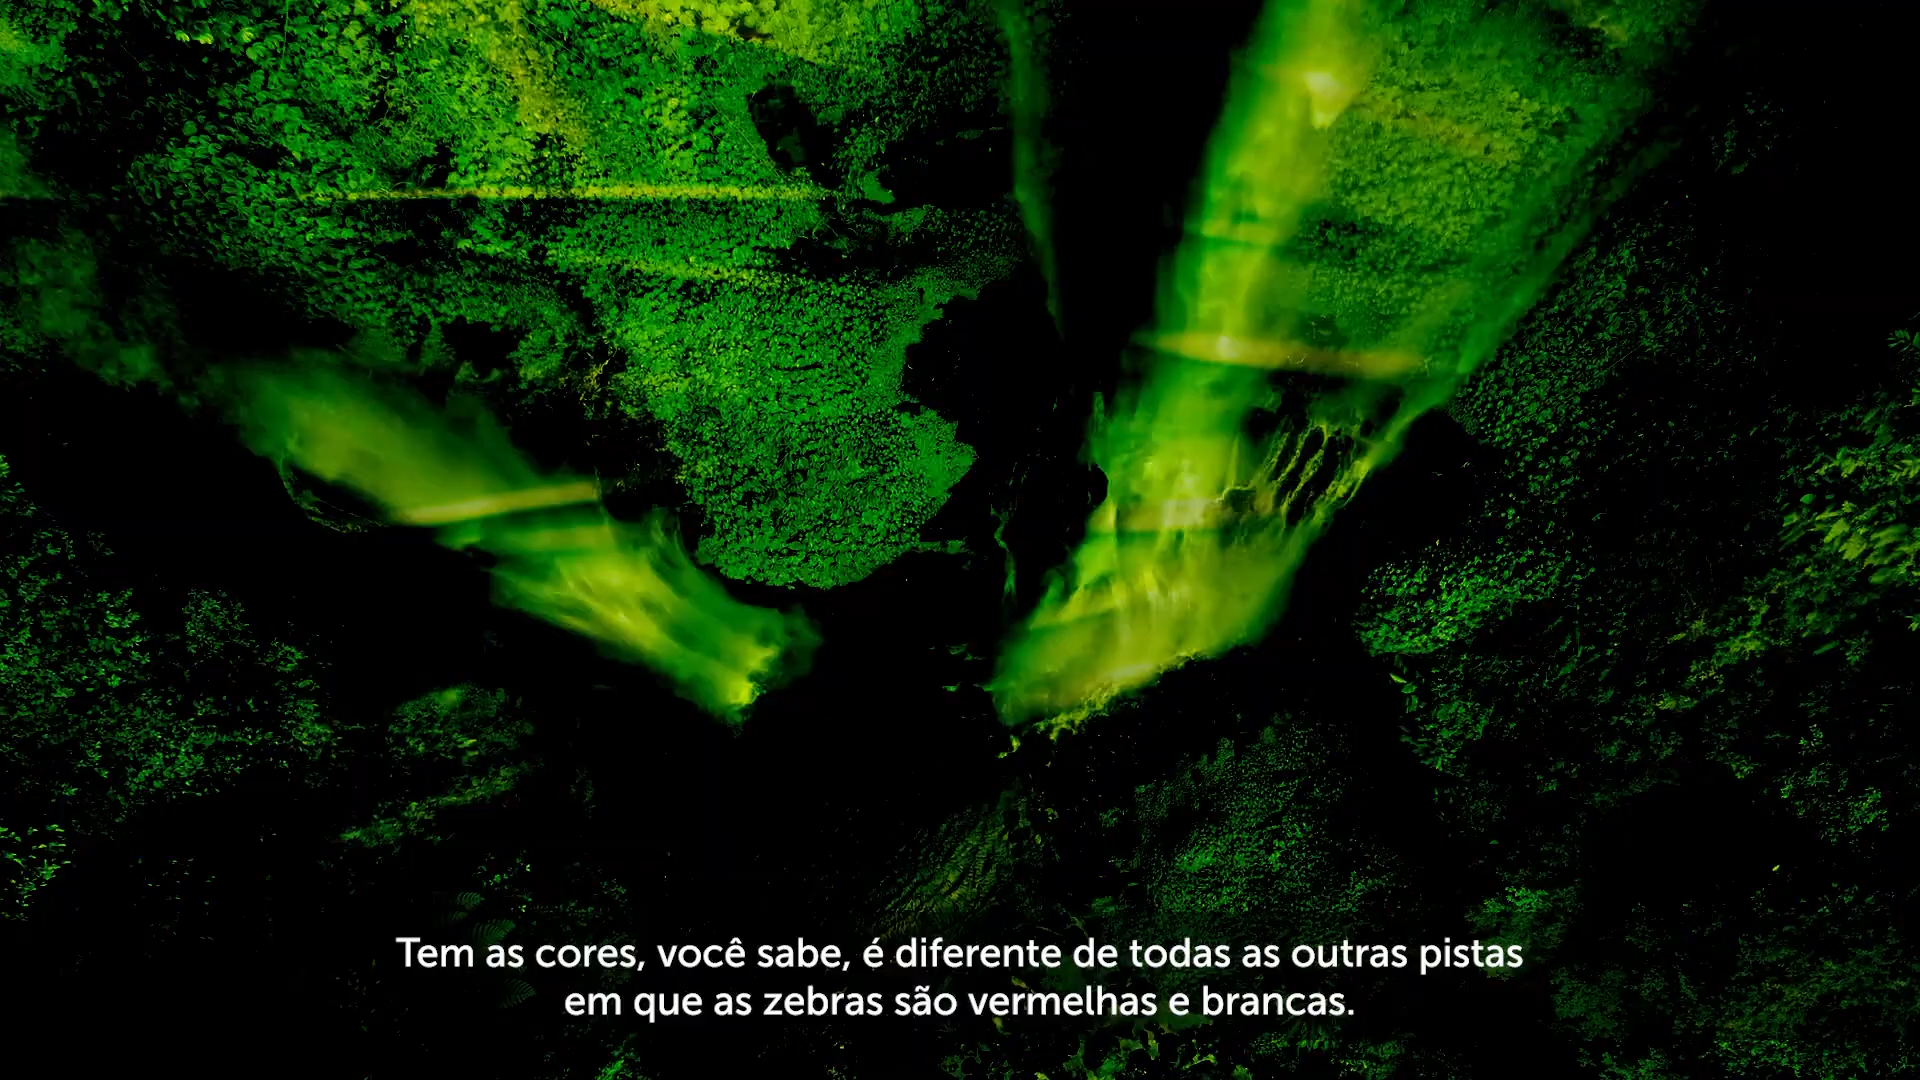 Tem as cores, você sabe, é diferente de todas as outras pistas
em que as zebras são vermelhas e brancas.